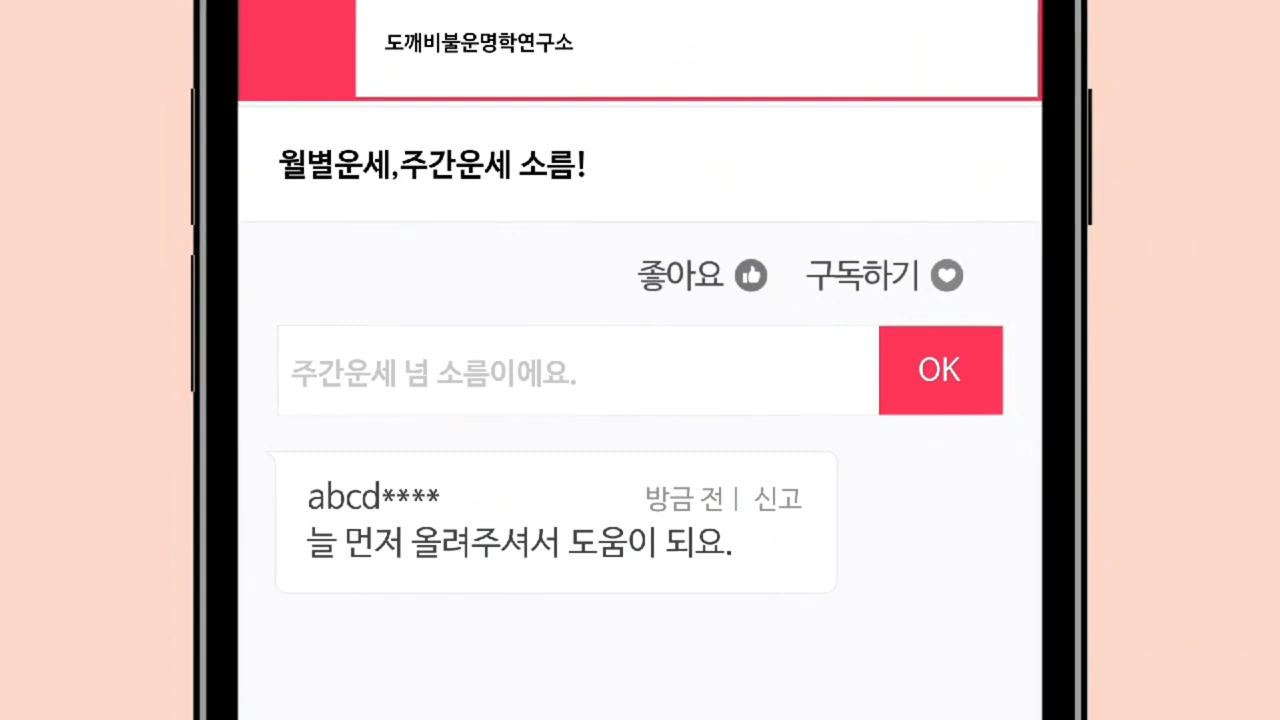 도깨비불운명학연구소
월별운세,주간운세 소름!
좋아요 구독하기
주간운세 넘 소름이에요.
OK
abcd**** 방금 전 | 신고
늘 먼저 올려주셔서 도움이 되요.